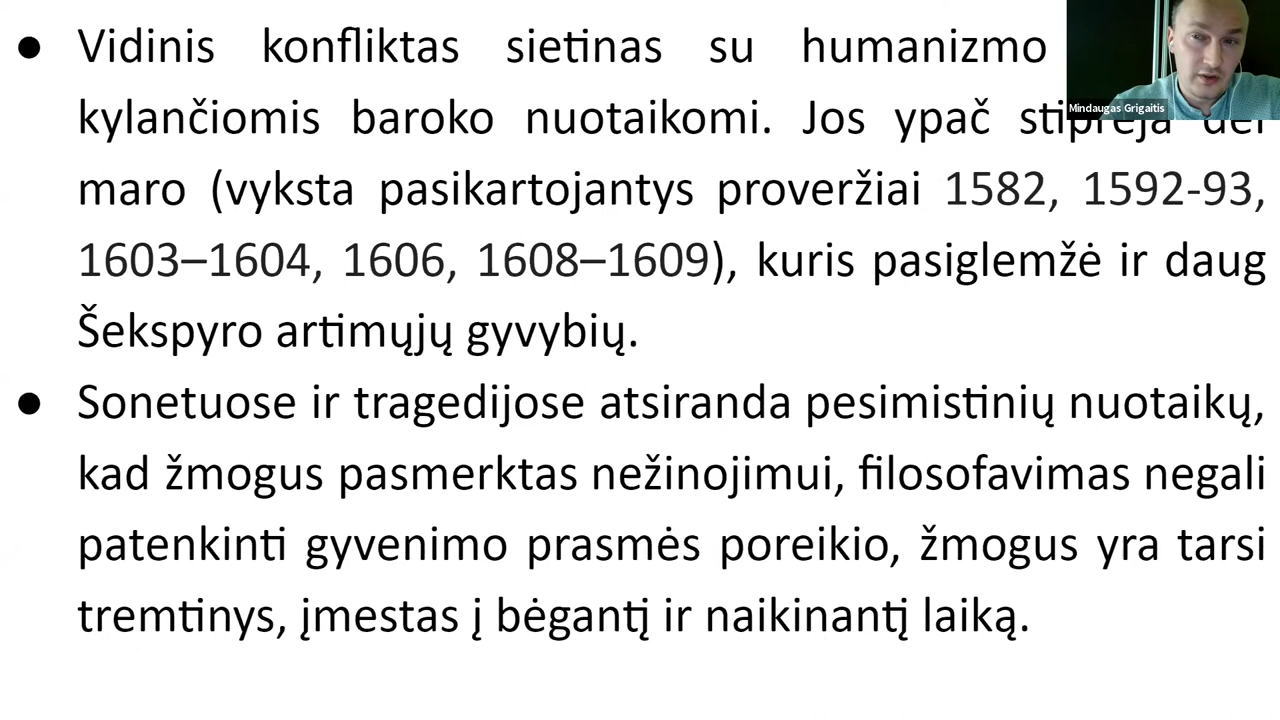 ● Vidinis konfliktas sietinas su humanizmo
kylančiomis baroko nuotaikomi. Jos ypač stiprėja dėl
maro (vyksta pasikartojantys proveržiai 1582, 1592-93,
1603–1604, 1606, 1608–1609), kuris pasiglemžė ir daug
Šekspyro artimųjų gyvybių.
● Sonetuose ir tragedijose atsiranda pesimistinių nuotaikų,
kad žmogus pasmerktas nežinojimui, filosofavimas negali
patenkinti gyvenimo prasmės poreikio, žmogus yra tarsi
tremtinys, įmestas į bėgantį ir naikinantį laiką.
Mindaugas Grigaitis